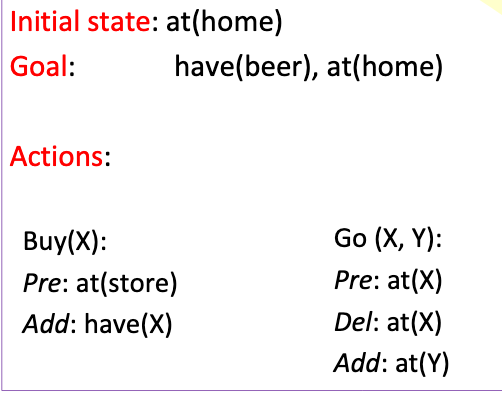 Initial state: at(home)
Goal: have(beer), at(home)
Actions:
Buy(X):
Pre: at(store)
Add: have(X)
Go (X, Y):
Pre: at(X)
Del: at(X)
Add: at(Y)